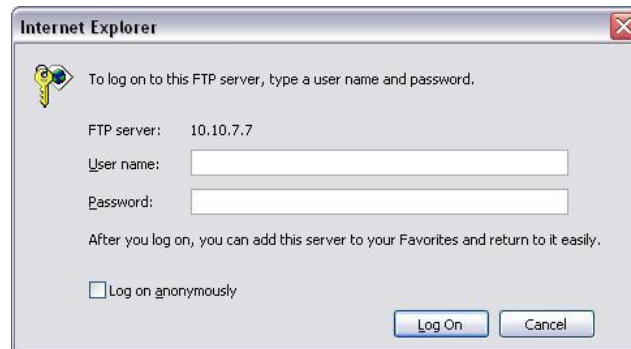 Internet Explorer
To log on to this FTP server, type a user name and password.
FTP server: 10.10.7.7
User name:
Password:
After you log on, you can add this server to your Favorites and return to it easily.
Log on anonymously
Log On Cancel